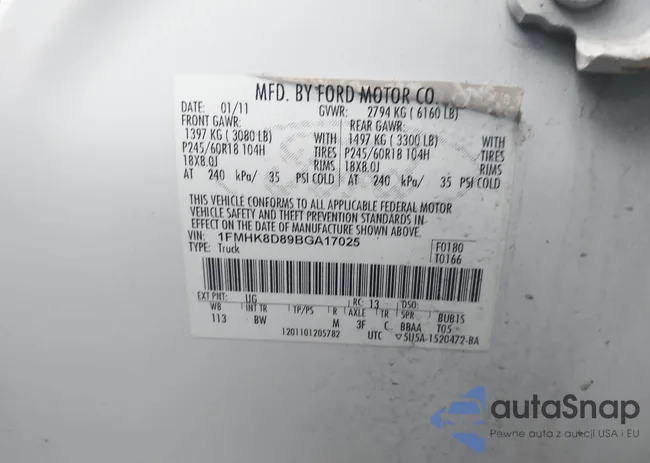 MFD. BY FORD MOTOR CO.
DATE: 01/11 GVWR: 2794 KG ( 6160 LB)
FRONT GAWR: REAR GAWR:
1397 KG ( 3080 LB) WITH 1497 KG ( 3300 LB) WITH
P245/60R18 104H TIRES P245/60R18 104H TIRES
18X8.0J RIMS 18X8.0J RIMS
AT 240 kPa/ 35 PSI COLD AT 240 kPa/ 35 PSI COLD
THIS VEHICLE CONFORMS TO ALL APPLICABLE FEDERAL MOTOR
VEHICLE SAFETY AND THEFT PREVENTION STANDARDS IN
EFFECT ON THE DATE OF MANUFACTURE SHOWN ABOVE.
VIN: 1FMHK8D89BGA17025 F0180
TYPE: Truck T0166
EXT PNT: UG RC: 13 DSO:
WB INT TR TP/PS R AXLE TR SPR BUB15
113 BW M 3F C BBAA T05
1201101205782 UTC ▽5U5A-1520472-BA
autoSnap
Pewne auta z aukcji USA i EU